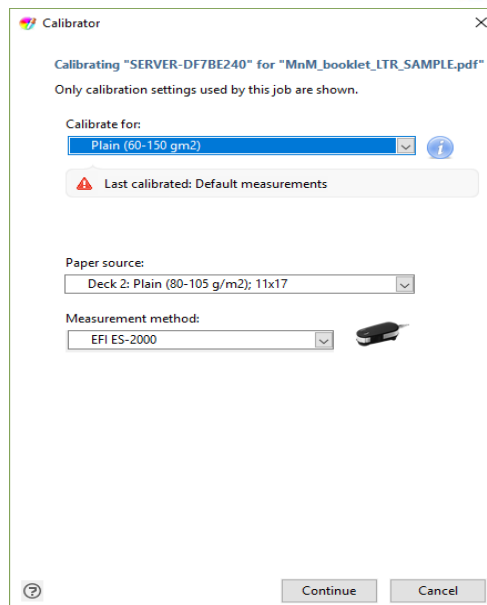 Calibrator
Calibrating "SERVER-DF7BE240" for "MnM_booklet_LTR_SAMPLE.pdf"
Only calibration settings used by this job are shown.
Calibrate for:
Plain (60-150 gm2)
Last calibrated: Default measurements
Paper source:
Deck 2: Plain (80-105 g/m2); 11x17
Measurement method:
EFI ES-2000
Continue Cancel